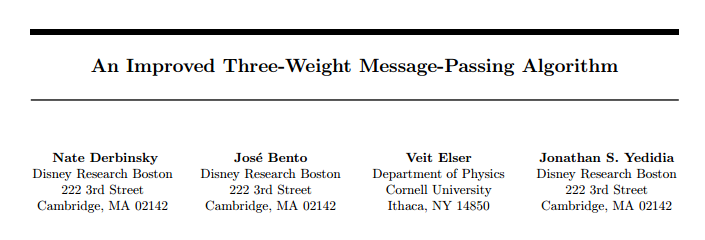 An Improved Three-Weight Message-Passing Algorithm
Nate Derbinsky
Disney Research Boston
222 3rd Street
Cambridge, MA 02142
José Bento
Disney Research Boston
222 3rd Street
Cambridge, MA 02142
Veit Elser
Department of Physics
Cornell University
Ithaca, NY 14850
Jonathan S. Yedidia
Disney Research Boston
222 3rd Street
Cambridge, MA 02142